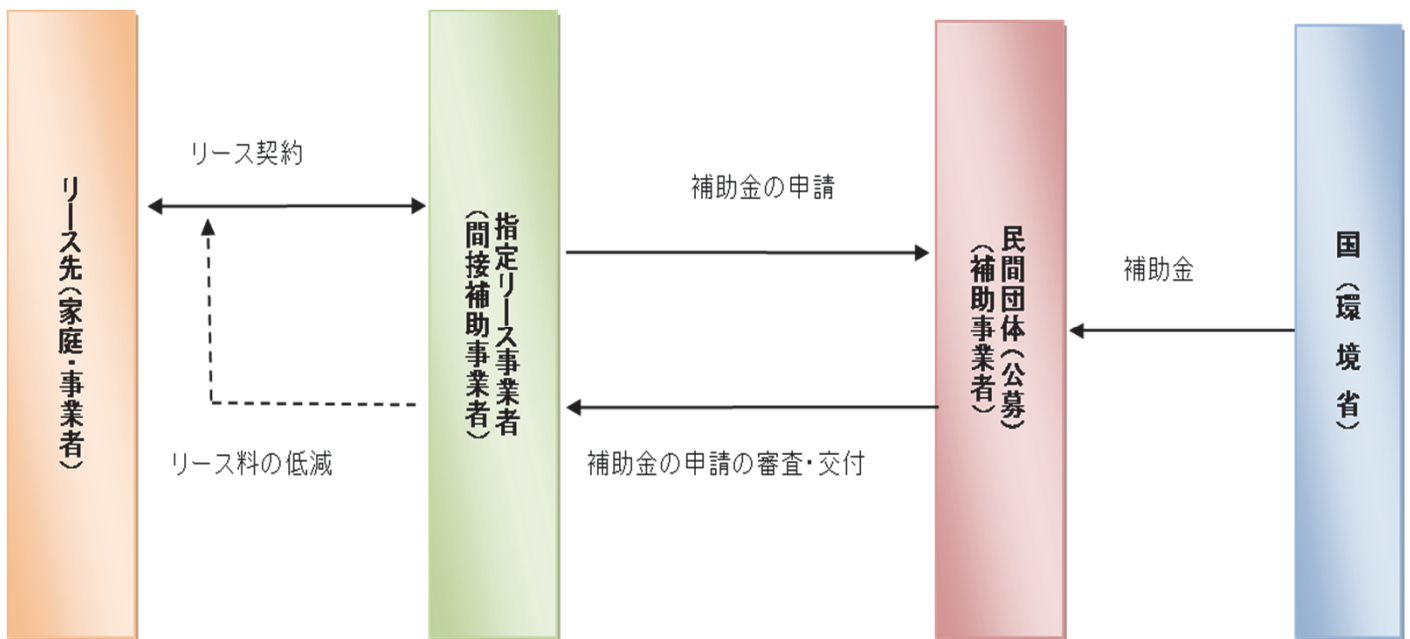 リース先（家庭・事業者）
リース契約
リース料の低減
指定リース事業者
（間接補助事業者）
補助金の申請
補助金の申請の審査・交付
民間団体（公募）
（補助事業者）
補助金
国（環境省）